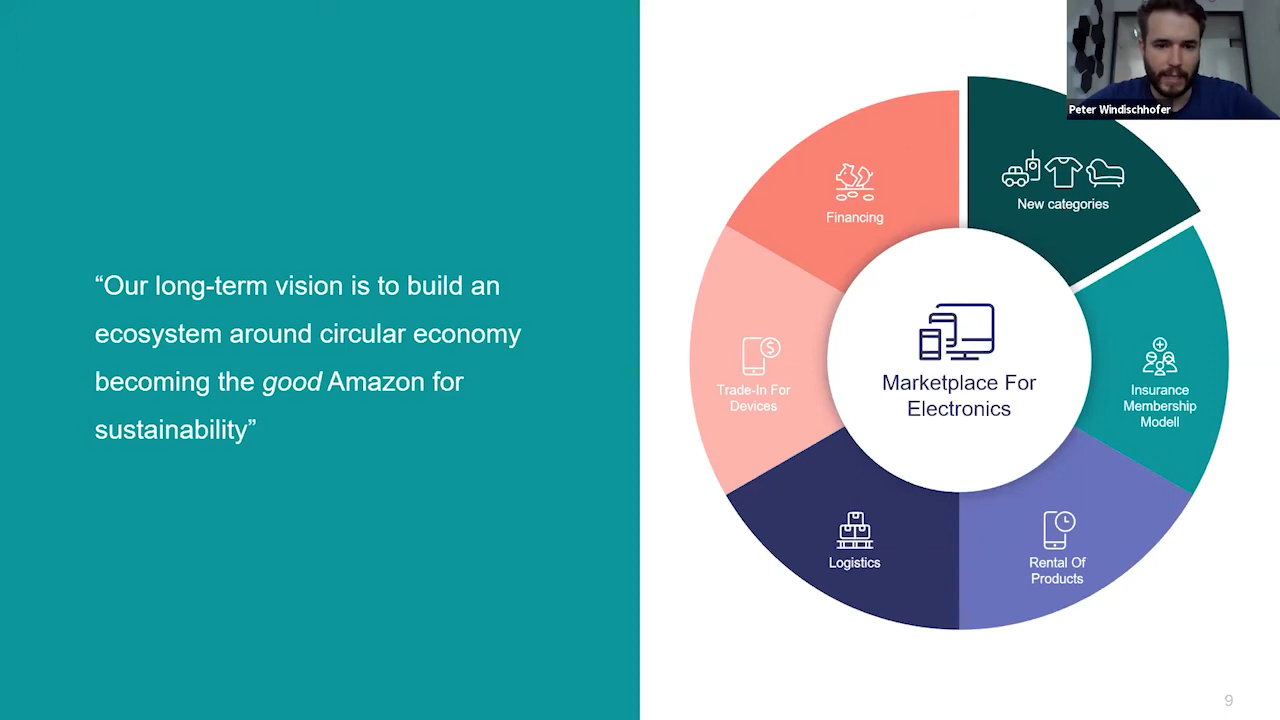 “Our long-term vision is to build an
ecosystem around circular economy
becoming the good Amazon for
sustainability”
Peter Windischhofer
Financing
New categories
Trade-In For
Devices
Marketplace For
Electronics
Insurance
Membership
Modell
Logistics
Rental Of
Products
9